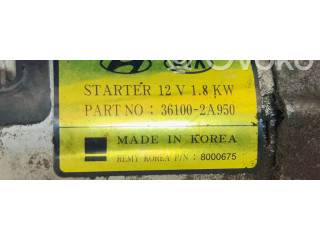 STARTER 12 V 1.8 KW
PART NO : 36100-2A950
MADE IN KOREA
REMY KOREA P/N : 8000675